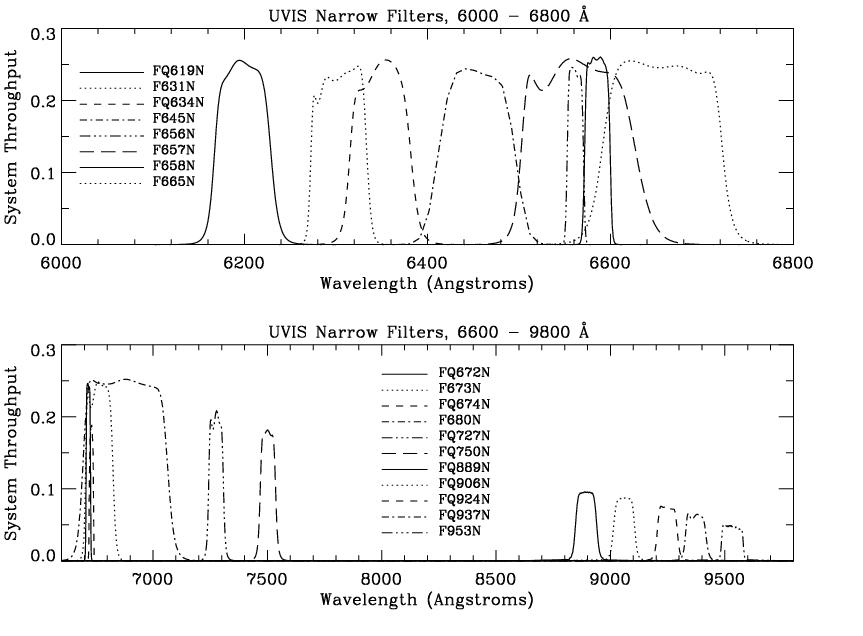 UVIS Narrow Filters, 6000 – 6800 Å
0.3
0.2
0.1
0.0
System Throughput
FQ619N
F631N
FQ634N
F645N
F656N
F657N
F658N
F665N
6000 6200 6400 6600 6800
Wavelength (Angstroms)
UVIS Narrow Filters, 6600 – 9800 Å
0.3
0.2
0.1
0.0
System Throughput
FQ672N
F673N
FQ674N
F680N
FQ727N
FQ750N
FQ889N
FQ906N
FQ924N
FQ937N
F953N
7000 7500 8000 8500 9000 9500
Wavelength (Angstroms)